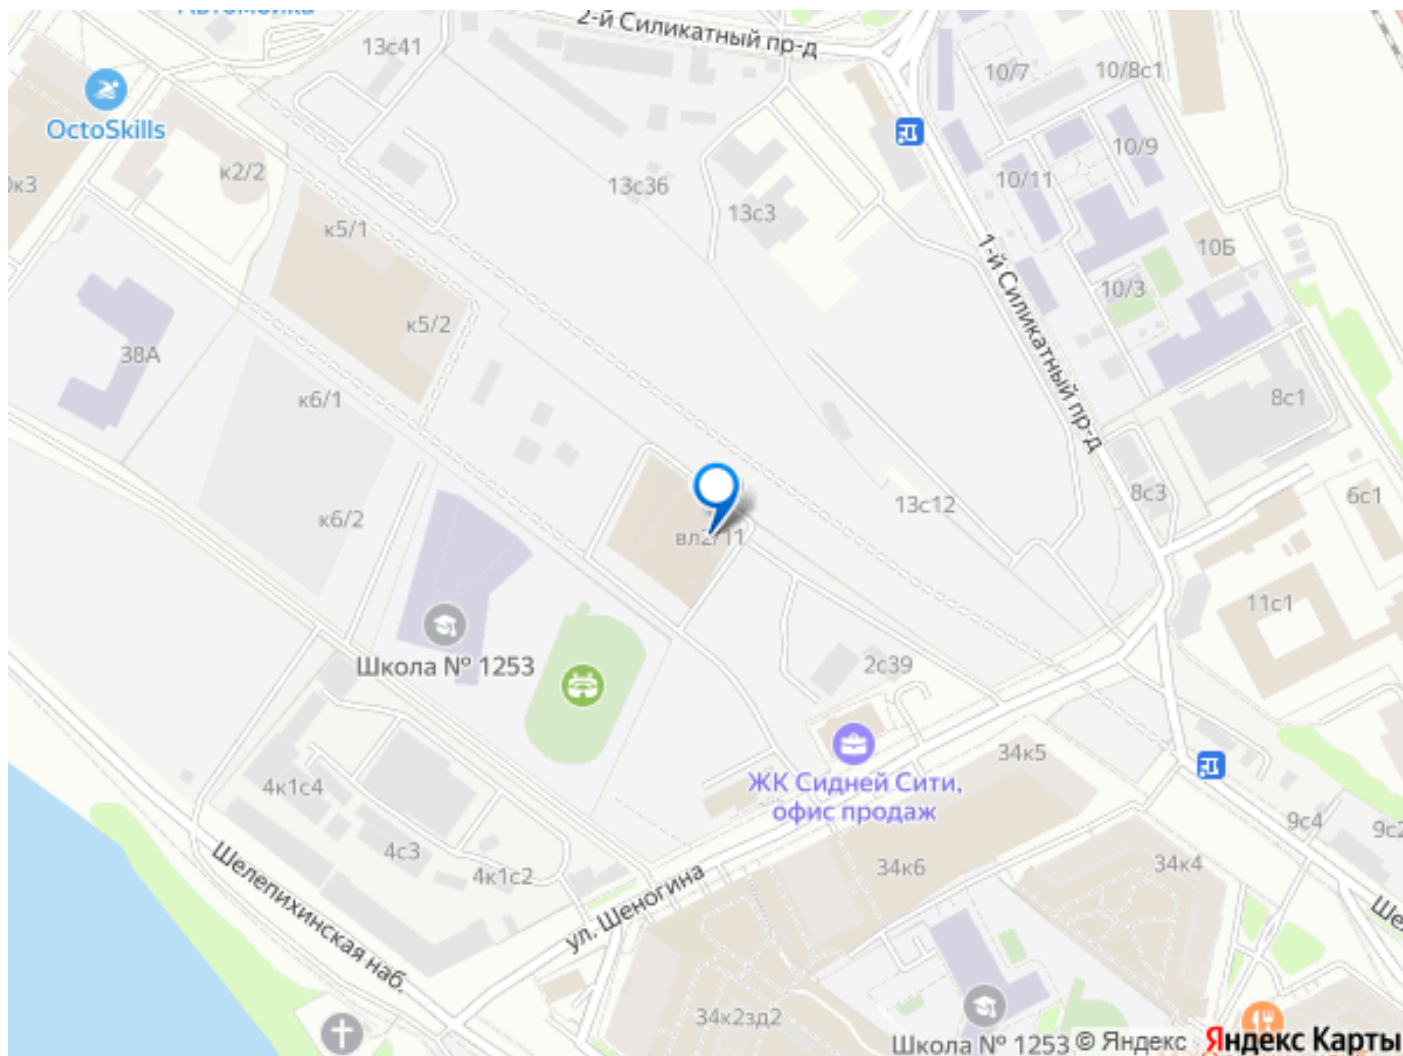 2-й Силикатный пр-д
13с41
10/7
10/8с1
OctoSkills
к2/2
13с36
13с3
10/9
10/11
к5/1
1-й Силикатный пр-д
10Б
10/3
к5/2
38А
к6/1
8с1
к6/2
13с12
8с3
6с1
11с1
Школа № 1253
2с39
34к5
ЖК Сидней Сити,
офис продаж
4к1с4
4с3
4к1с2
34к6
34к4
9с4
Шелепихинская наб.
ул. Шеногина
34к2зд2
Школа № 1253
© Яндекс
Яндекс Карты